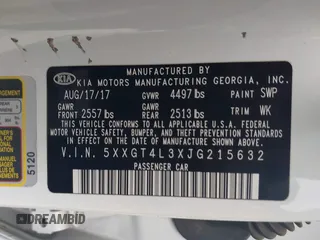 KIA
MANUFACTURED BY
KIA MOTORS MANUFACTURING GEORGIA, INC.
AUG/17/17 GVWR 4497 lbs PAINT SWP
GAWR FRONT 2557 lbs GAWR REAR 2513 lbs TRIM WK
THIS VEHICLE CONFORMS TO ALL APPLICABLE
U.S. FEDERAL MOTOR VEHICLE
SAFETY, BUMPER, AND THEFT PREVENTION
STANDARDS IN EFFECT ON THE DATE OF
MANUFACTURE SHOWN ABOVE.
V.I.N. 5XXGT4L3XJG215632
PASSENGER CAR
5120